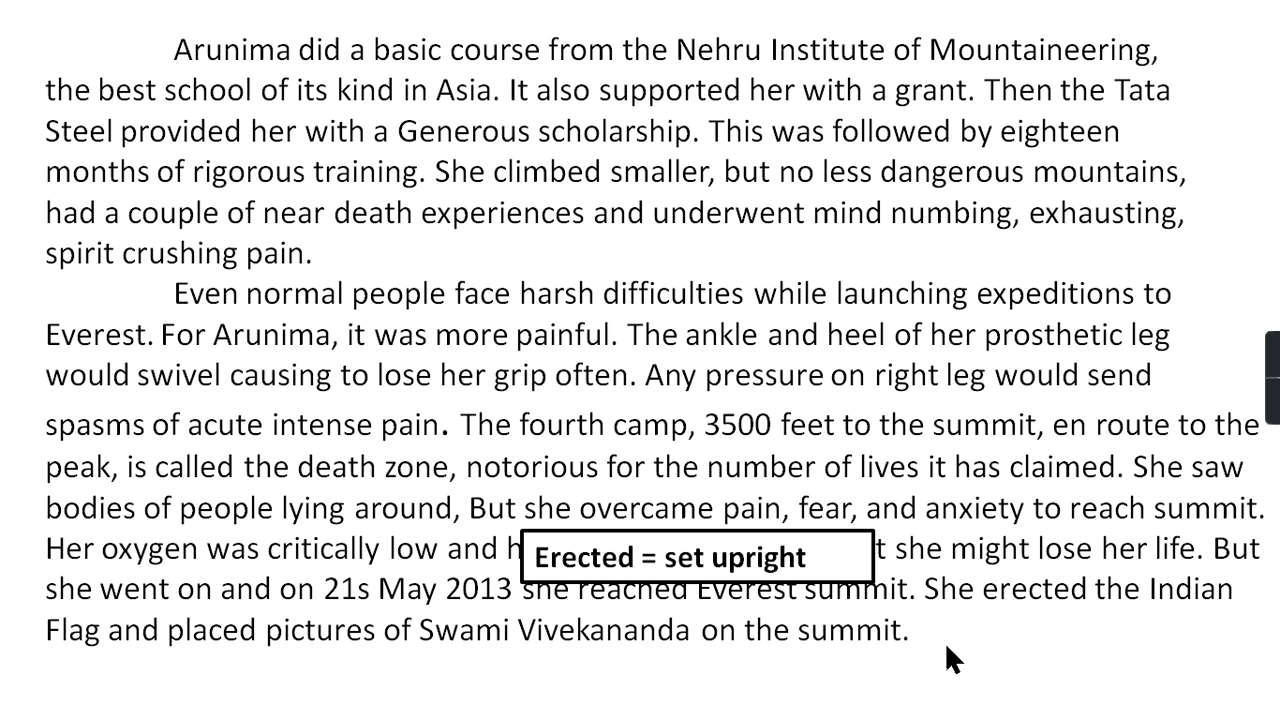 Arunima did a basic course from the Nehru Institute of Mountaineering,
the best school of its kind in Asia. It also supported her with a grant. Then the Tata
Steel provided her with a Generous scholarship. This was followed by eighteen
months of rigorous training. She climbed smaller, but no less dangerous mountains,
had a couple of near death experiences and underwent mind numbing, exhausting,
spirit crushing pain.
Even normal people face harsh difficulties while launching expeditions to
Everest. For Arunima, it was more painful. The ankle and heel of her prosthetic leg
would swivel causing to lose her grip often. Any pressure on right leg would send
spasms of acute intense pain. The fourth camp, 3500 feet to the summit, en route to the
peak, is called the death zone, notorious for the number of lives it has claimed. She saw
bodies of people lying around, But she overcame pain, fear, and anxiety to reach summit.
Her oxygen was critically low and she might lose her life. But
Erected = set upright
she went on and on 21s May 2013 she reached Everest summit. She erected the Indian
Flag and placed pictures of Swami Vivekananda on the summit.